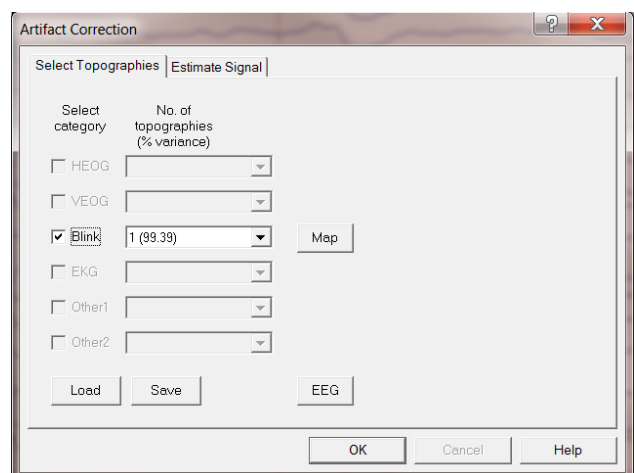 Artifact Correction
Select Topographies Estimate Signal
Select category
No. of topographies (% variance)
HEOG
VEOG
Blink 1 (99.39) Map
EKG
Other1
Other2
Load Save EEG
OK Cancel Help